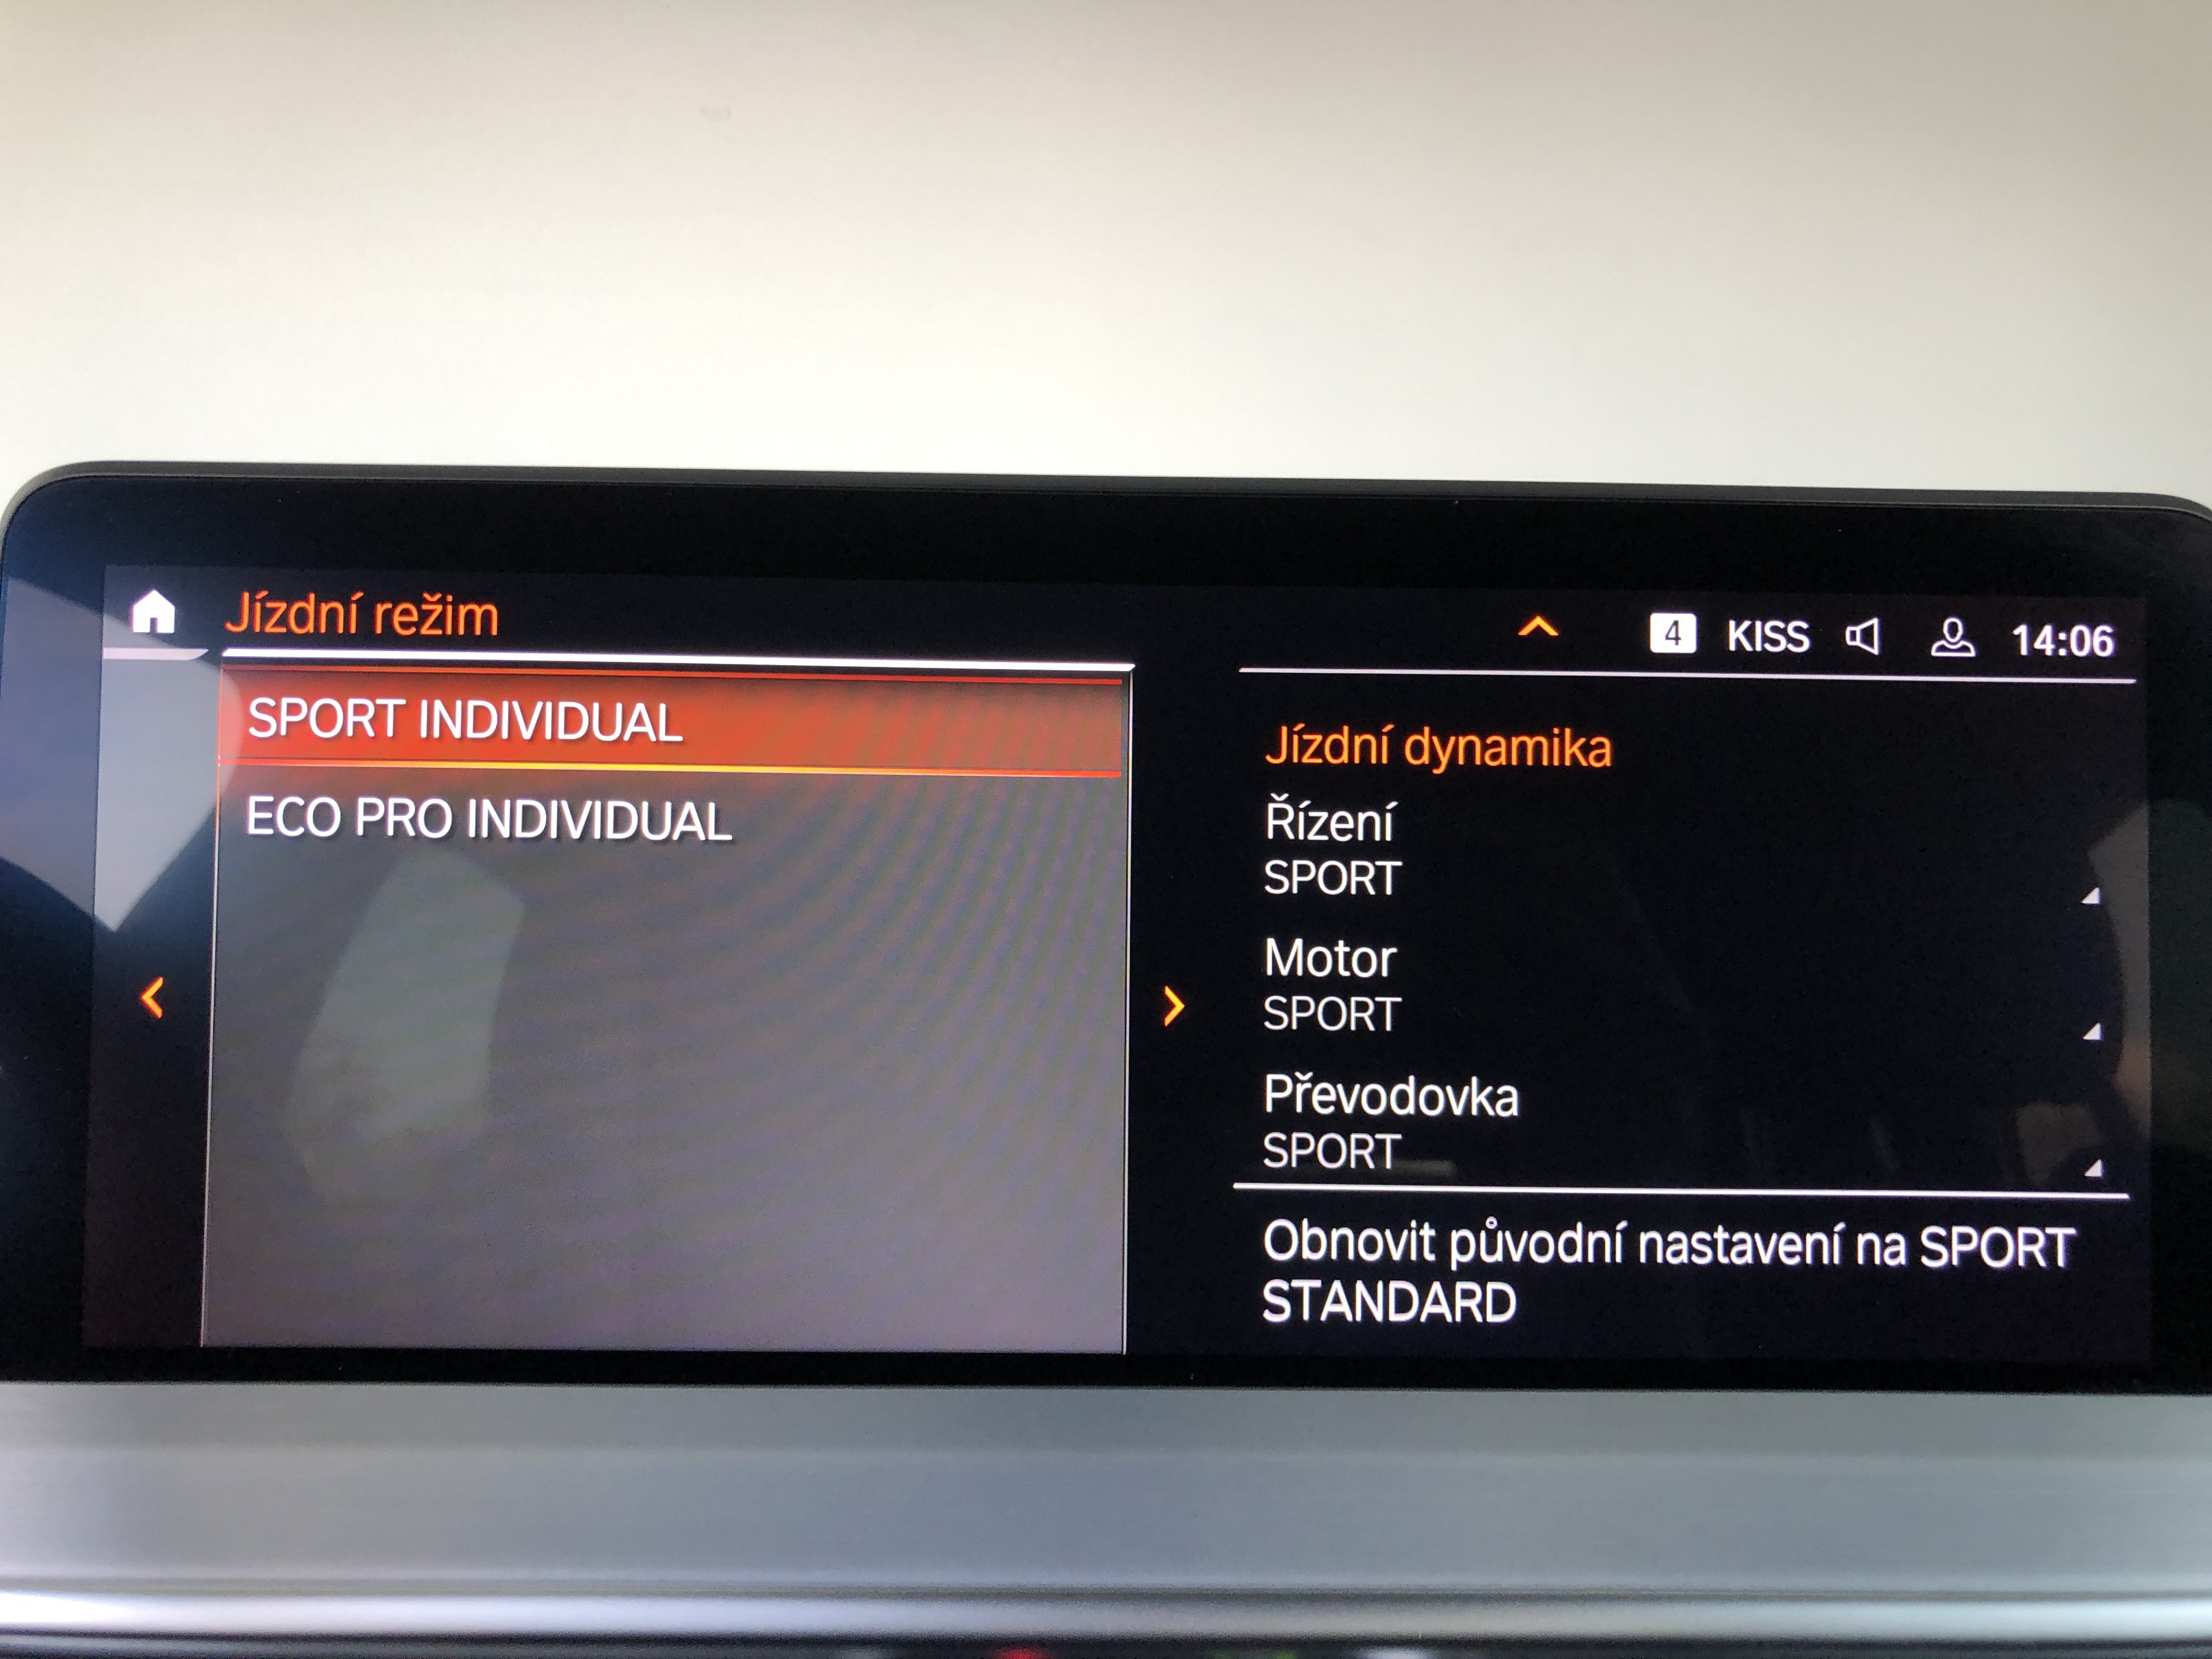 Jízdní režim
4 KISS 14:06
SPORT INDIVIDUAL
ECO PRO INDIVIDUAL
Jízdní dynamika
Řízení
SPORT
Motor
SPORT
Převodovka
SPORT
Obnovit původní nastavení na SPORT
STANDARD